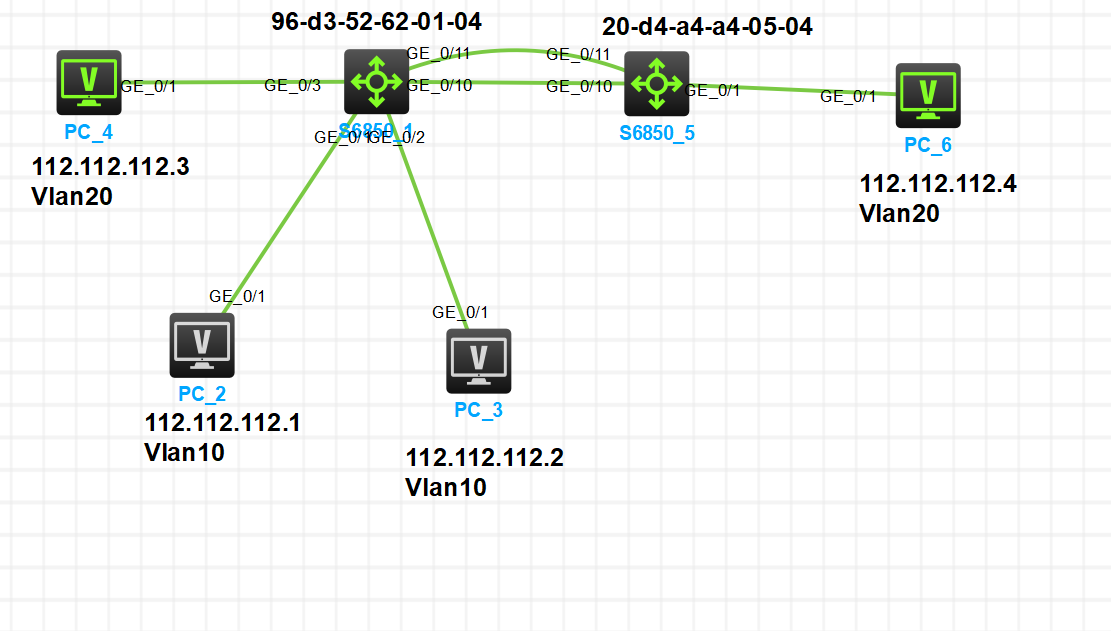 96-d3-52-62-01-04
20-d4-a4-a4-05-04
GE_0/11
GE_0/11
GE_0/1
GE_0/3
GE_0/10
GE_0/10
GE_0/1
GE_0/1
V
V
PC_4
S6850_1
S6850_5
PC_6
GE_0/1
GE_0/2
112.112.112.3
Vlan20
112.112.112.4
Vlan20
GE_0/1
GE_0/1
V
V
PC_2
PC_3
112.112.112.1
Vlan10
112.112.112.2
Vlan10